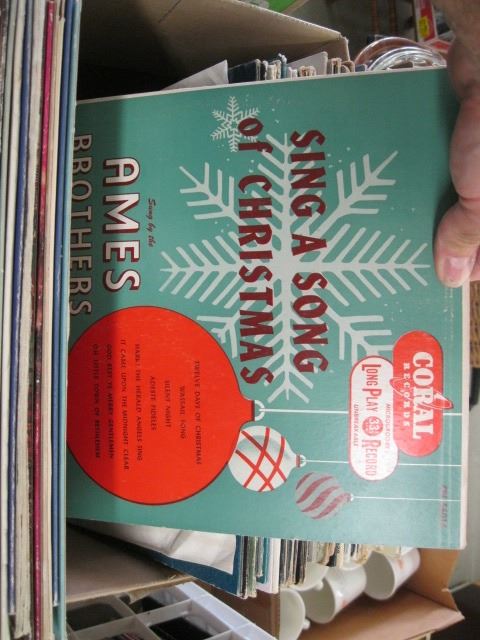 CORAL
RECORDS
LONG PLAY
MICROGROOVE
33⅓
UNBREAKABLE
RECORD
SING A SONG
of CHRISTMAS
Sung by the
AMES
BROTHERS
TWELVE DAYS OF CHRISTMAS
WASSAIL SONG
SILENT NIGHT
ADESTE FIDELES
HARK! THE HERALD ANGELS SING
IT CAME UPON THE MIDNIGHT CLEAR
GOD REST YE MERRY GENTLEMEN
O LITTLE TOWN OF BETHLEHEM